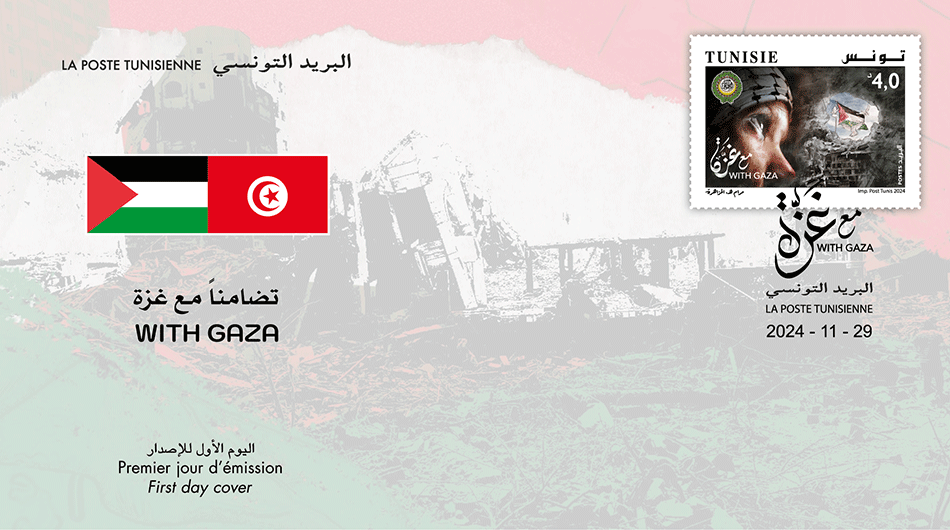 LA POSTE TUNISIENNE البريد التونسي
TUNISIE تونس
4,0 د
مع غزة
WITH GAZA
POSTES البريد
Imp. Post Tunis 2024
مع غزة
WITH GAZA
البريد التونسي
LA POSTE TUNISIENNE
2024 - 11 - 29
تضامناً مع غزة
WITH GAZA
اليوم الأول للإصدار
Premier jour d'émission
First day cover